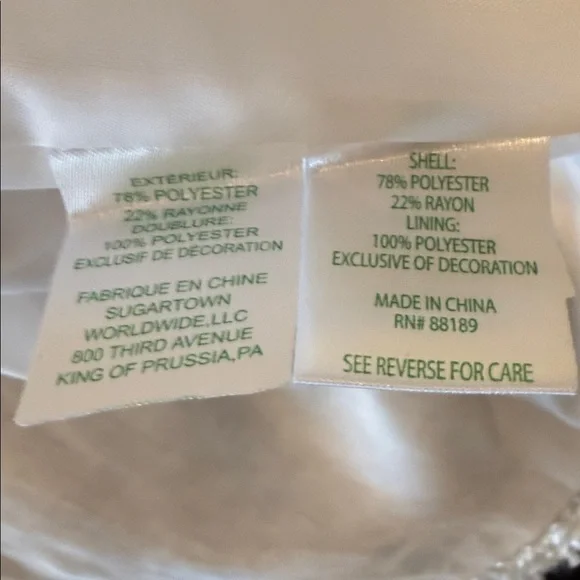 EXTÉRIEUR:
78% POLYESTER
22% RAYONNE
DOUBLURE:
100% POLYESTER
EXCLUSIF DE DÉCORATION
FABRIQUE EN CHINE
SUGARTOWN
WORLDWIDE,LLC
800 THIRD AVENUE
KING OF PRUSSIA,PA
SHELL:
78% POLYESTER
22% RAYON
LINING:
100% POLYESTER
EXCLUSIVE OF DECORATION
MADE IN CHINA
RN# 88189
SEE REVERSE FOR CARE